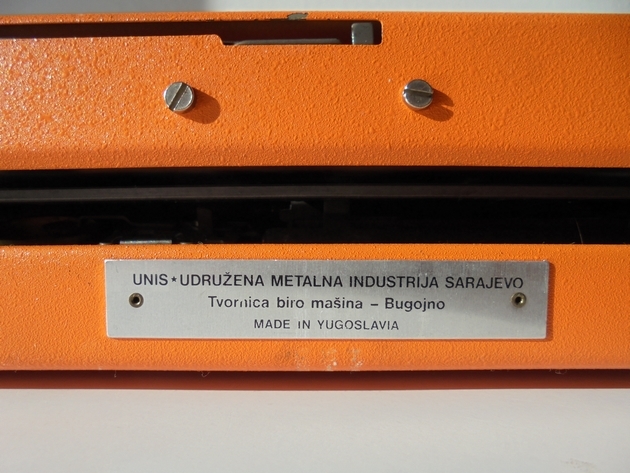 UNIS★UDRUŽENA METALNA INDUSTRIJA SARAJEVO
Tvornica biro mašina – Bugojno
MADE IN YUGOSLAVIA